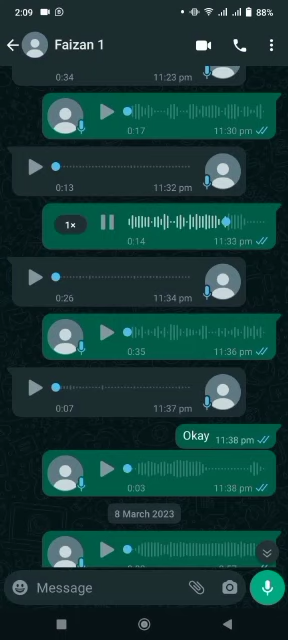 2:09
88%
Faizan 1
0:34 11:23 pm
0:17 11:30 pm
0:13 11:32 pm
1×
0:14 11:33 pm
0:26 11:34 pm
0:35 11:36 pm
0:07 11:37 pm
Okay 11:38 pm
0:03 11:38 pm
8 March 2023
Message